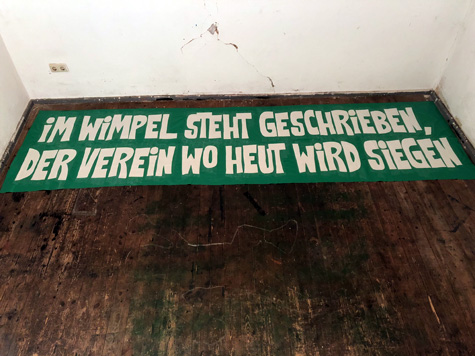 iM WiMPEL STEHT GESCHRiEBEN,
DER VEREiN WO HEUT WiRD SiEGEN